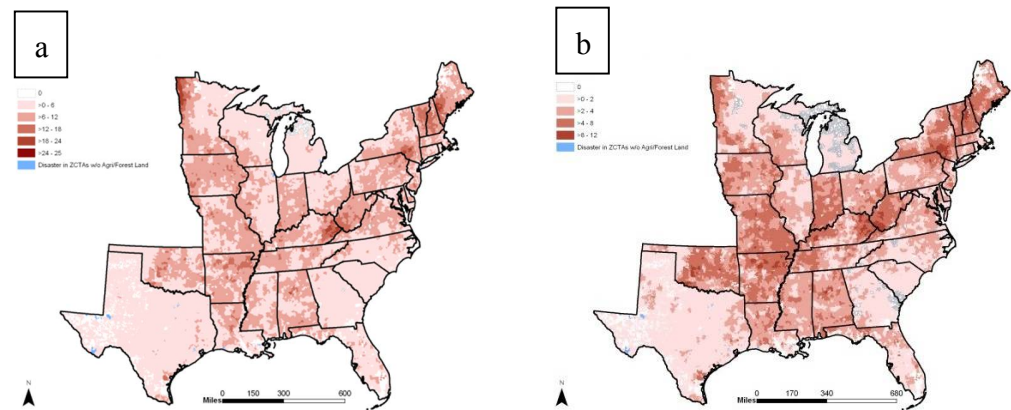 a
0
>0 - 6
>6 - 12
>12 - 18
>18 - 24
>24 - 25
Disaster in ZCTAs w/o Agri/Forest Land
N
0 150 300 600
Miles
b
0
>0 - 2
>2 - 4
>4 - 8
>8 - 12
Disaster in ZCTAs w/o Agri/Forest Land
N
0 170 340 680
Miles